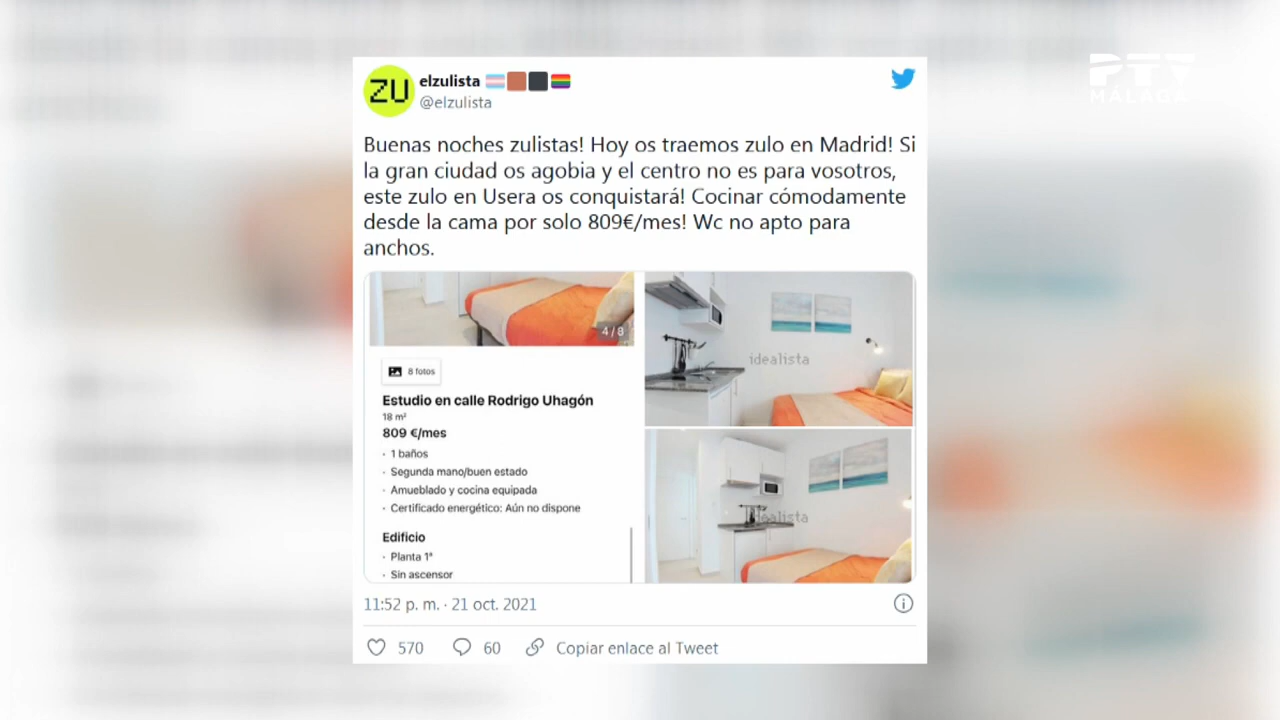 PTV
MÁLAGA
ZU
elzulista
@elzulista
Buenas noches zulistas! Hoy os traemos zulo en Madrid! Si
la gran ciudad os agobia y el centro no es para vosotros,
este zulo en Usera os conquistará! Cocinar cómodamente
desde la cama por solo 809€/mes! Wc no apto para
anchos.
4/8
8 fotos
Estudio en calle Rodrigo Uhagón
18 m²
809 €/mes
· 1 baños
· Segunda mano/buen estado
· Amueblado y cocina equipada
· Certificado energético: Aún no dispone
Edificio
· Planta 1ª
· Sin ascensor
idealista
idealista
11:52 p. m. · 21 oct. 2021
570
60
Copiar enlace al Tweet